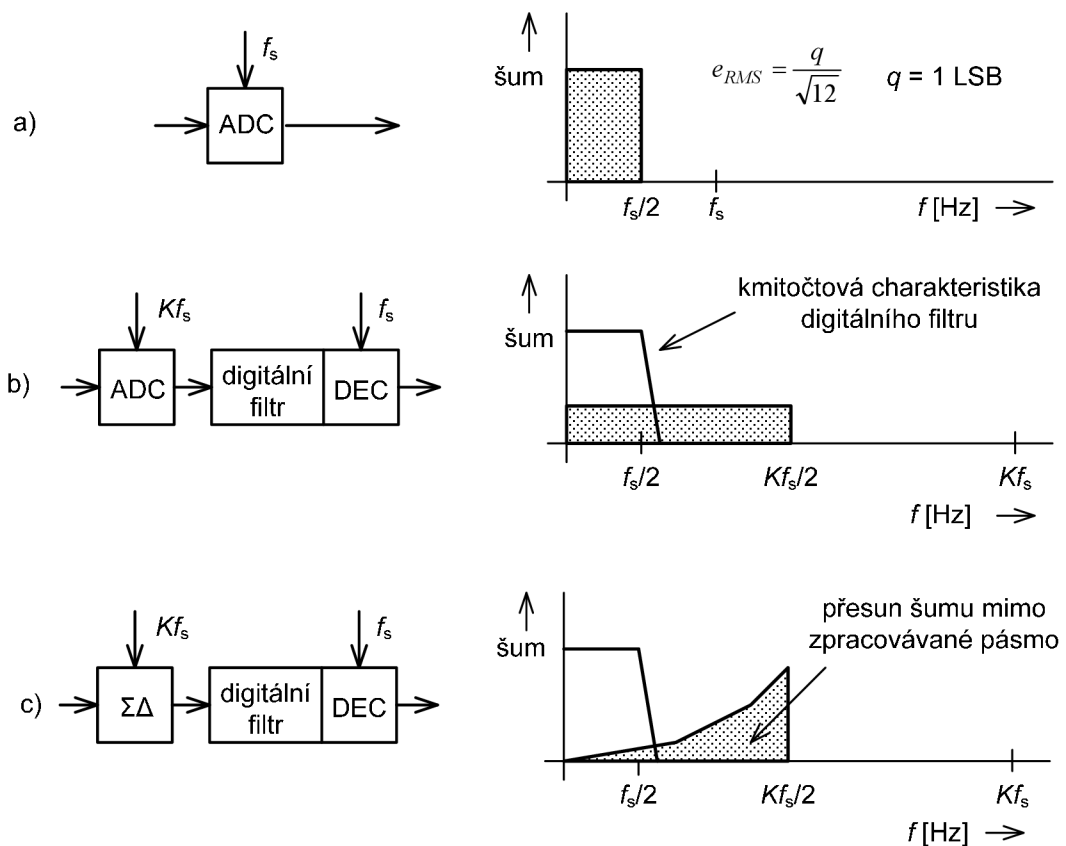 a)
fs
ADC
šum
eRMS = q/√12
q = 1 LSB
fs/2
fs
f [Hz]
b)
Kfs
fs
ADC
digitální
filtr
DEC
šum
kmitočtová charakteristika
digitálního filtru
fs/2
Kfs/2
Kfs
f [Hz]
c)
Kfs
fs
ΣΔ
digitální
filtr
DEC
šum
přesun šumu mimo
zpracovávané pásmo
fs/2
Kfs/2
Kfs
f [Hz]